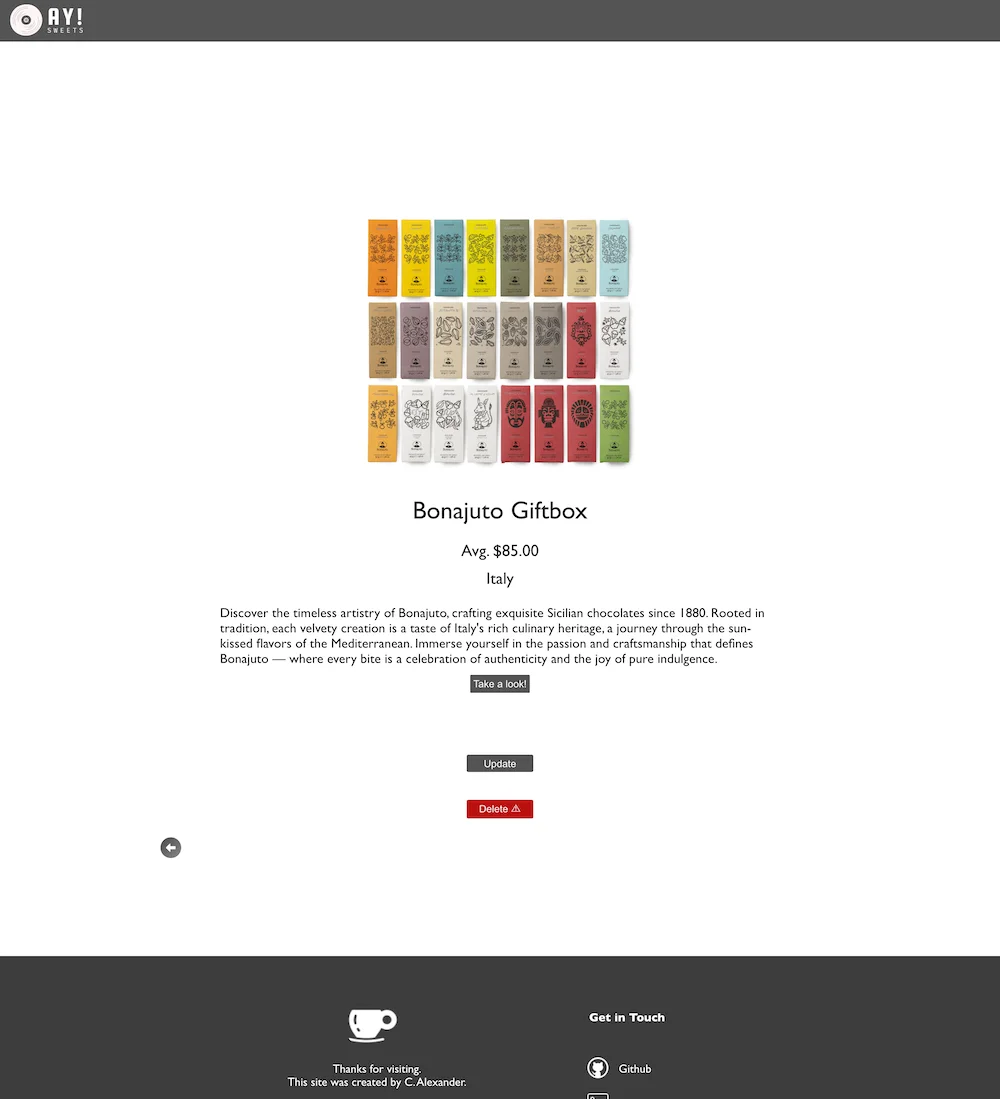 AY!
SWEETS
Bonajuto Giftbox
Avg. $85.00
Italy
Discover the timeless artistry of Bonajuto, crafting exquisite Sicilian chocolates since 1880. Rooted in
tradition, each velvety creation is a taste of Italy's rich culinary heritage, a journey through the sun-
kissed flavors of the Mediterranean. Immerse yourself in the passion and craftsmanship that defines
Bonajuto — where every bite is a celebration of authenticity and the joy of pure indulgence.
Take a look!
Update
Delete ⚠
Thanks for visiting.
This site was created by C. Alexander.
Get in Touch
Github